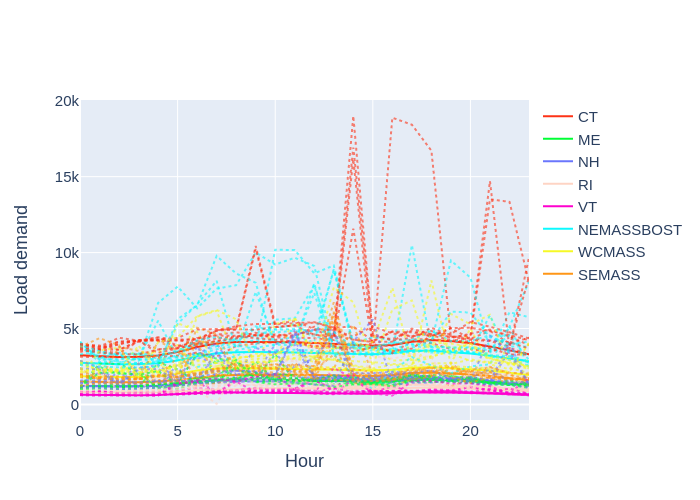 20k
15k
10k
5k
0
0
5
10
15
20
Hour
Load demand
CT
ME
NH
RI
VT
NEMASSBOST
WCMASS
SEMASS